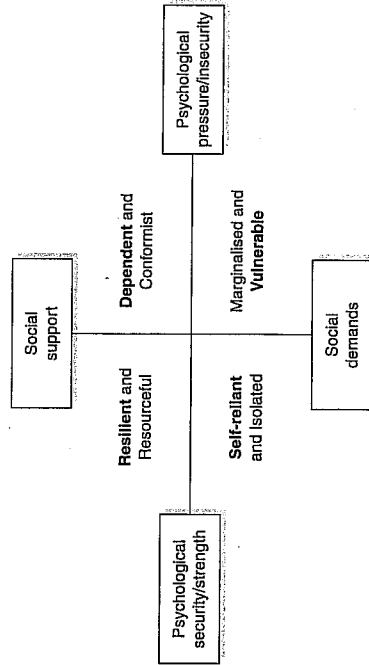 Social
support
Resilient and
Resourceful
Dependent and
Conformist
Psychological
security/strength
Psychological
pressure/insecurity
Self-reliant
and Isolated
Marginalised and
Vulnerable
Social
demands